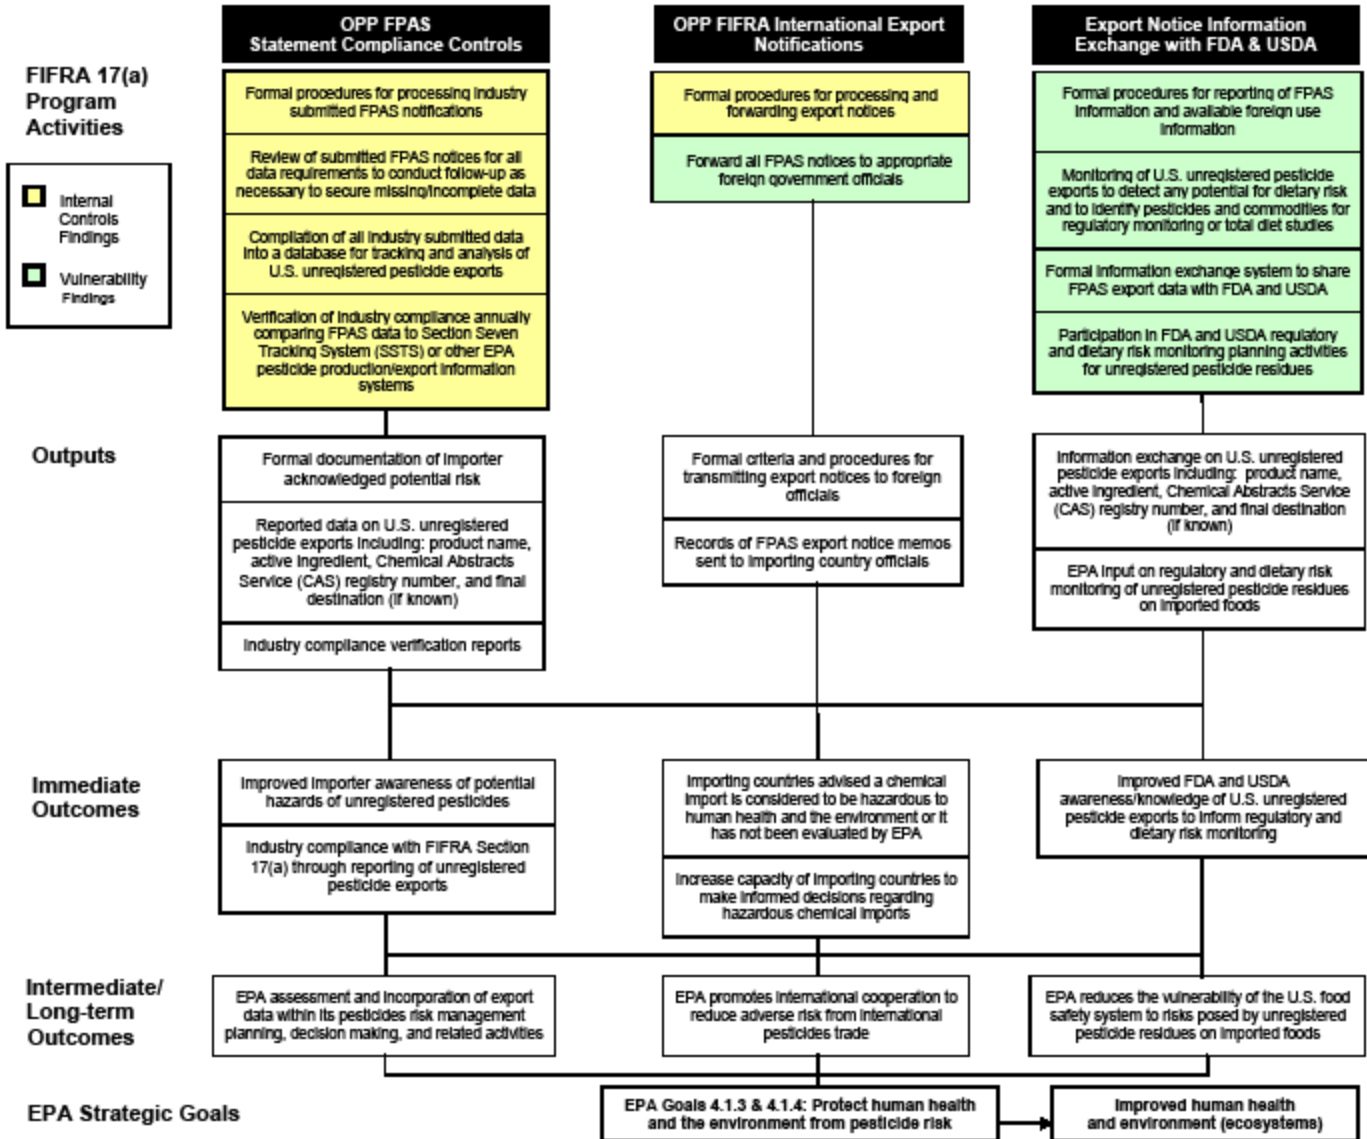 OPP FPAS
Statement Compliance Controls
OPP FIFRA International Export
Notifications
Export Notice Information
Exchange with FDA & USDA
FIFRA 17(a)
Program
Activities
Internal
Controls
Findings
Vulnerability
Findings
Formal procedures for processing industry
submitted FPAS notifications
Review of submitted FPAS notices for all
data requirements to conduct follow-up as
necessary to secure missing/incomplete data
Compilation of all industry submitted data
into a database for tracking and analysis of
U.S. unregistered pesticide exports
Verification of industry compliance annually
comparing FPAS data to Section Seven
Tracking System (SSTS) or other EPA
pesticide production/export information
systems
Formal procedures for processing and
forwarding export notices
Forward all FPAS notices to appropriate
foreign government officials
Formal procedures for reporting of FPAS
information and available foreign use
information
Monitoring of U.S. unregistered pesticide
exports to detect any potential for dietary risk
and to identify pesticides and commodities for
regulatory monitoring or total diet studies
Formal information exchange system to share
FPAS export data with FDA and USDA
Participation in FDA and USDA regulatory
and dietary risk monitoring planning activities
for unregistered pesticide residues
Outputs
Formal documentation of importer
acknowledged potential risk
Reported data on U.S. unregistered
pesticide exports including: product name,
active ingredient, Chemical Abstracts
Service (CAS) registry number, and final
destination (if known)
Industry compliance verification reports
Formal criteria and procedures for
transmitting export notices to foreign
officials
Records of FPAS export notice memos
sent to importing country officials
Information exchange on U.S. unregistered
pesticide exports including: product name,
active ingredient, Chemical Abstracts Service
(CAS) registry number, and final destination
(if known)
EPA input on regulatory and dietary risk
monitoring of unregistered pesticide residues
on imported foods
Immediate
Outcomes
Improved importer awareness of potential
hazards of unregistered pesticides
Industry compliance with FIFRA Section
17(a) through reporting of unregistered
pesticide exports
Importing countries advised a chemical
import is considered to be hazardous to
human health and the environment or it
has not been evaluated by EPA
Increase capacity of importing countries to
make informed decisions regarding
hazardous chemical imports
Improved FDA and USDA
awareness/knowledge of U.S. unregistered
pesticide exports to inform regulatory and
dietary risk monitoring
Intermediate/
Long-term
Outcomes
EPA assessment and incorporation of export
data within its pesticides risk management
planning, decision making, and related activities
EPA promotes international cooperation to
reduce adverse risk from international
pesticides trade
EPA reduces the vulnerability of the U.S. food
safety system to risks posed by unregistered
pesticide residues on imported foods
EPA Strategic Goals
EPA Goals 4.1.3 & 4.1.4: Protect human health
and the environment from pesticide risk
Improved human health
and environment (ecosystems)